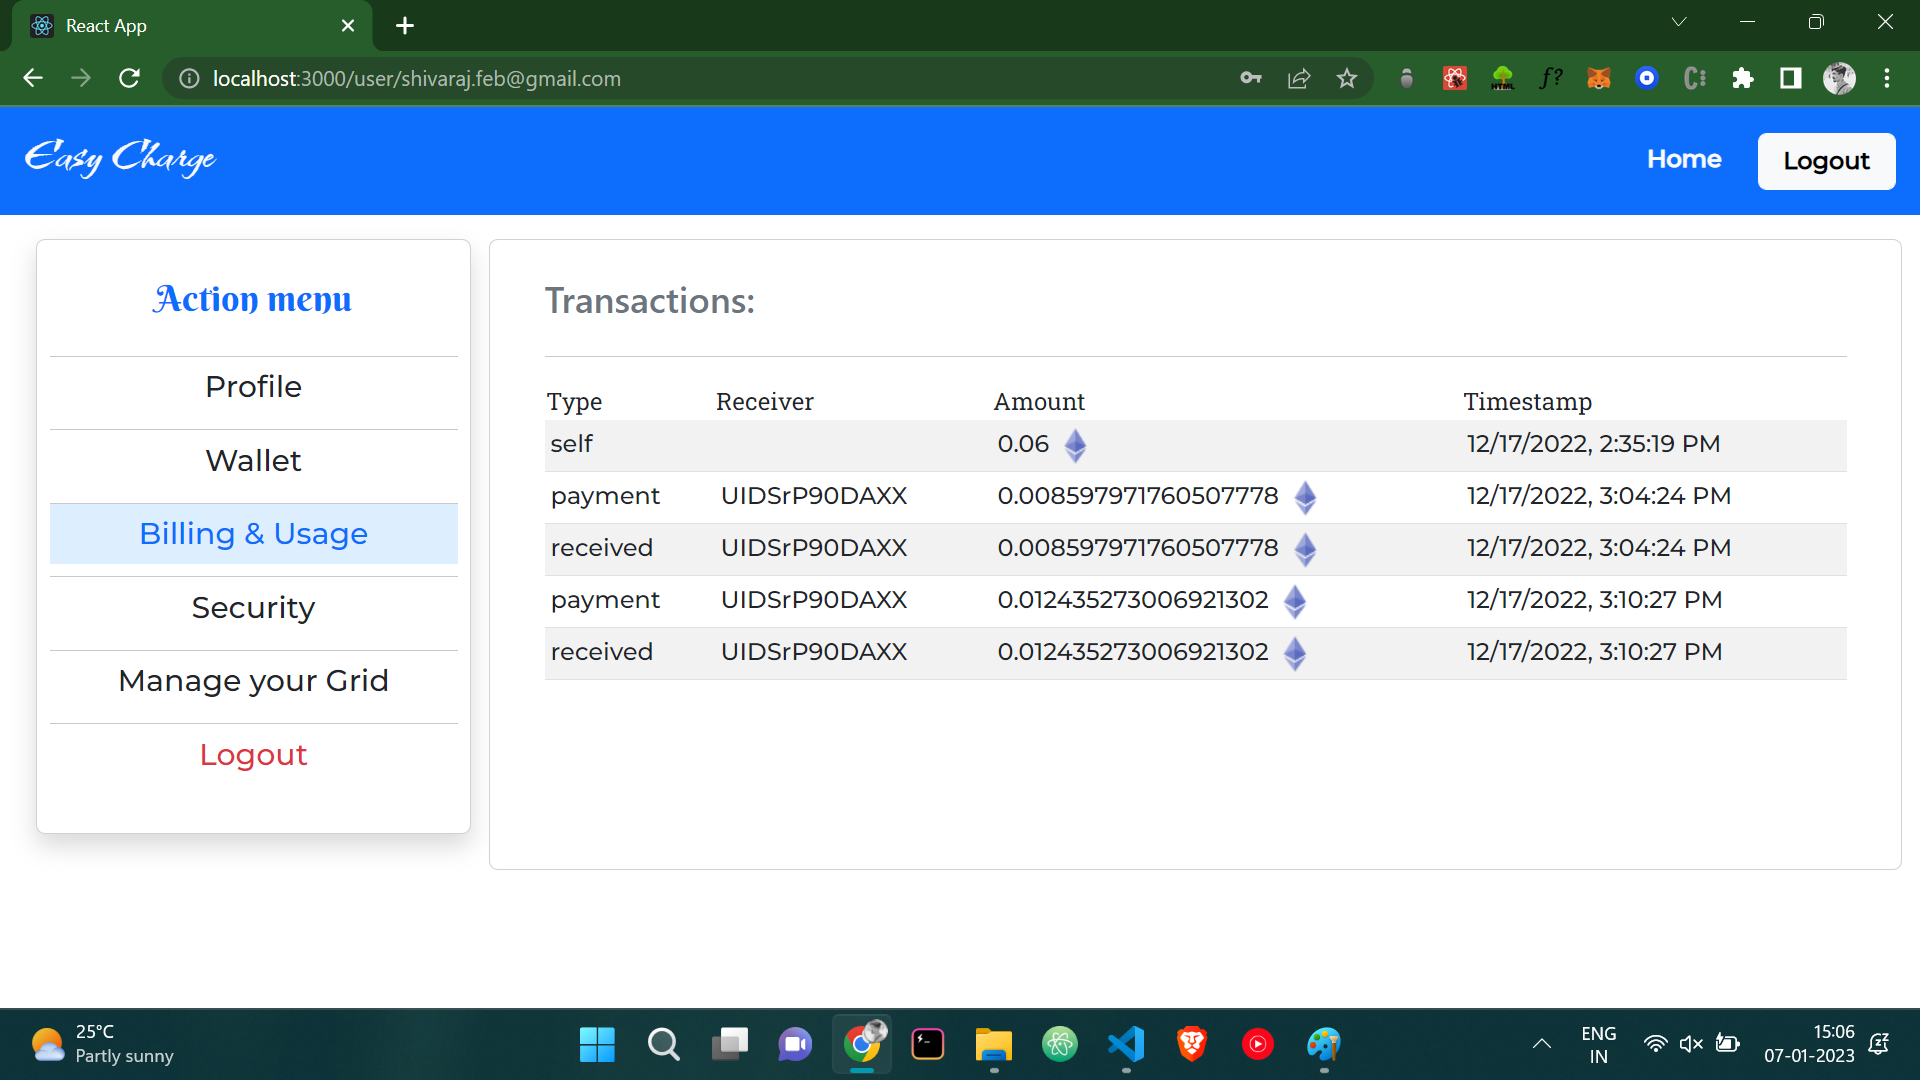 React App
localhost:3000/user/shivaraj.feb@gmail.com
HTML
f?
C:
Easy Charge
Home
Logout
Action menu
Profile
Wallet
Billing & Usage
Security
Manage your Grid
Logout
Transactions:
Type Receiver Amount Timestamp
self 0.06 12/17/2022, 2:35:19 PM
payment UIDSrP90DAXX 0.008597971760507778 12/17/2022, 3:04:24 PM
received UIDSrP90DAXX 0.008597971760507778 12/17/2022, 3:04:24 PM
payment UIDSrP90DAXX 0.012435273006921302 12/17/2022, 3:10:27 PM
received UIDSrP90DAXX 0.012435273006921302 12/17/2022, 3:10:27 PM
25°C
Partly sunny
ENG
IN
15:06
07-01-2023